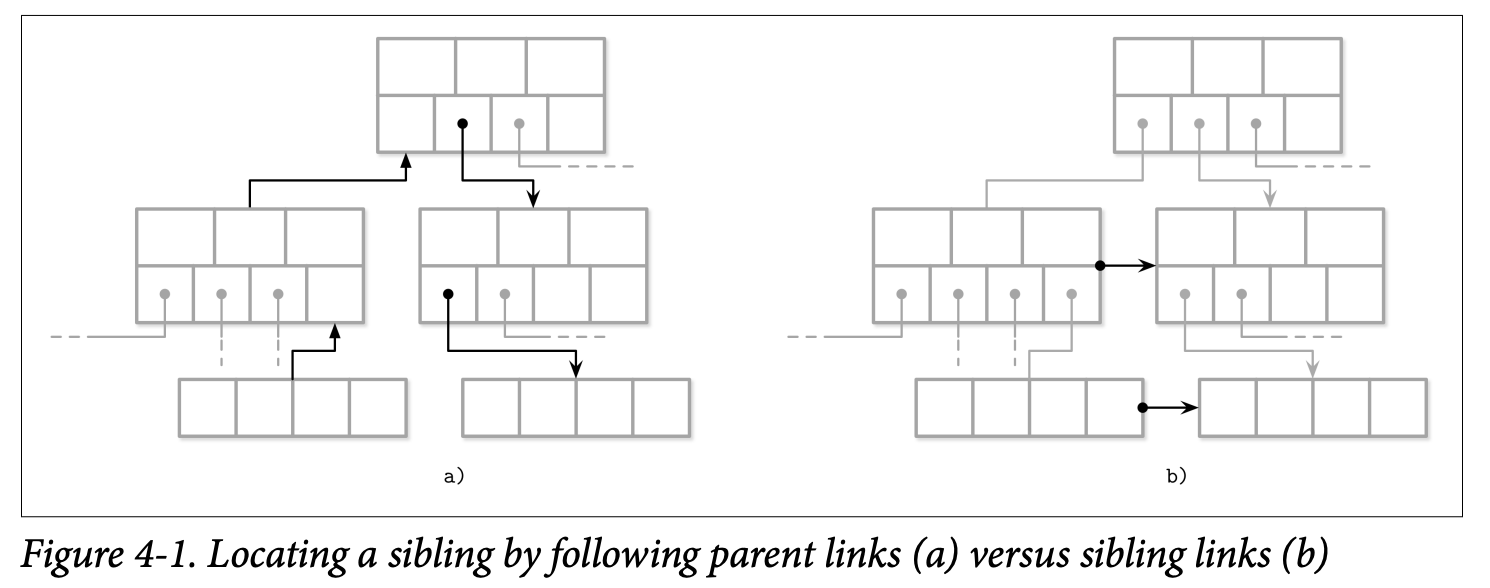 a)
b)
Figure 4-1. Locating a sibling by following parent links (a) versus sibling links (b)